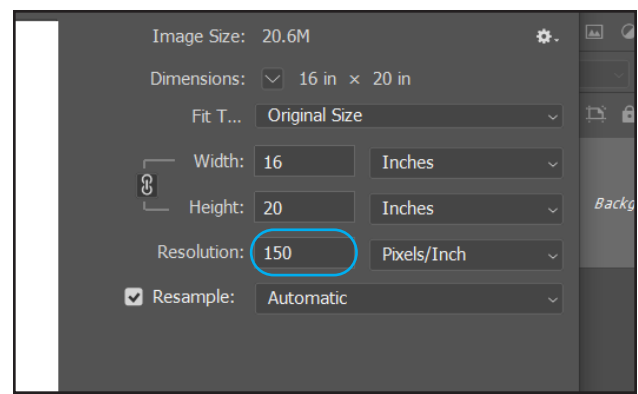 Image Size: 20.6M
Dimensions: 16 in × 20 in
Fit T... Original Size
Width: 16 Inches
Height: 20 Inches
Backg
Resolution: 150 Pixels/Inch
Resample: Automatic